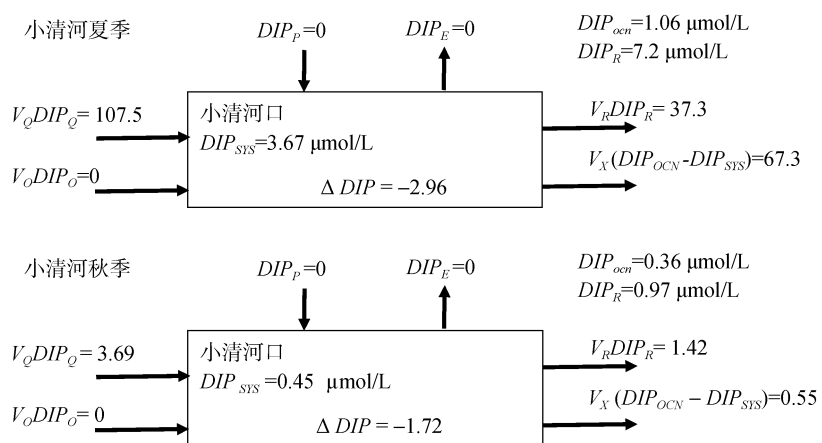 小清河夏季
DIP_P=0
DIP_E=0
DIP_ocn=1.06 μmol/L
DIP_R=7.2 μmol/L
V_QDIP_Q= 107.5
小清河口
DIP_SYS=3.67 μmol/L
V_RDIP_R= 37.3
V_ODIP_O=0
Δ DIP = −2.96
V_X (DIP_OCN-DIP_SYS)=67.3
小清河秋季
DIP_P=0
DIP_E=0
DIP_ocn=0.36 μmol/L
DIP_R=0.97 μmol/L
V_QDIP_Q= 3.69
小清河口
DIP_SYS =0.45 μmol/L
V_RDIP_R= 1.42
V_ODIP_O= 0
Δ DIP = −1.72
V_X (DIP_OCN − DIP_SYS)=0.55